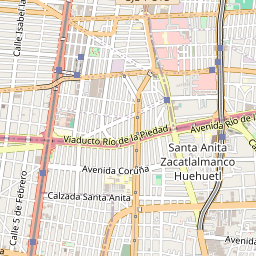 Calle Isabel la
Viaducto Río de la Piedad
Avenida Río de la
Santa Anita
Zacatlalmanco
Huehuetl
Avenida Coruña
Calzada Santa Anita
Calle 5 de Febrero